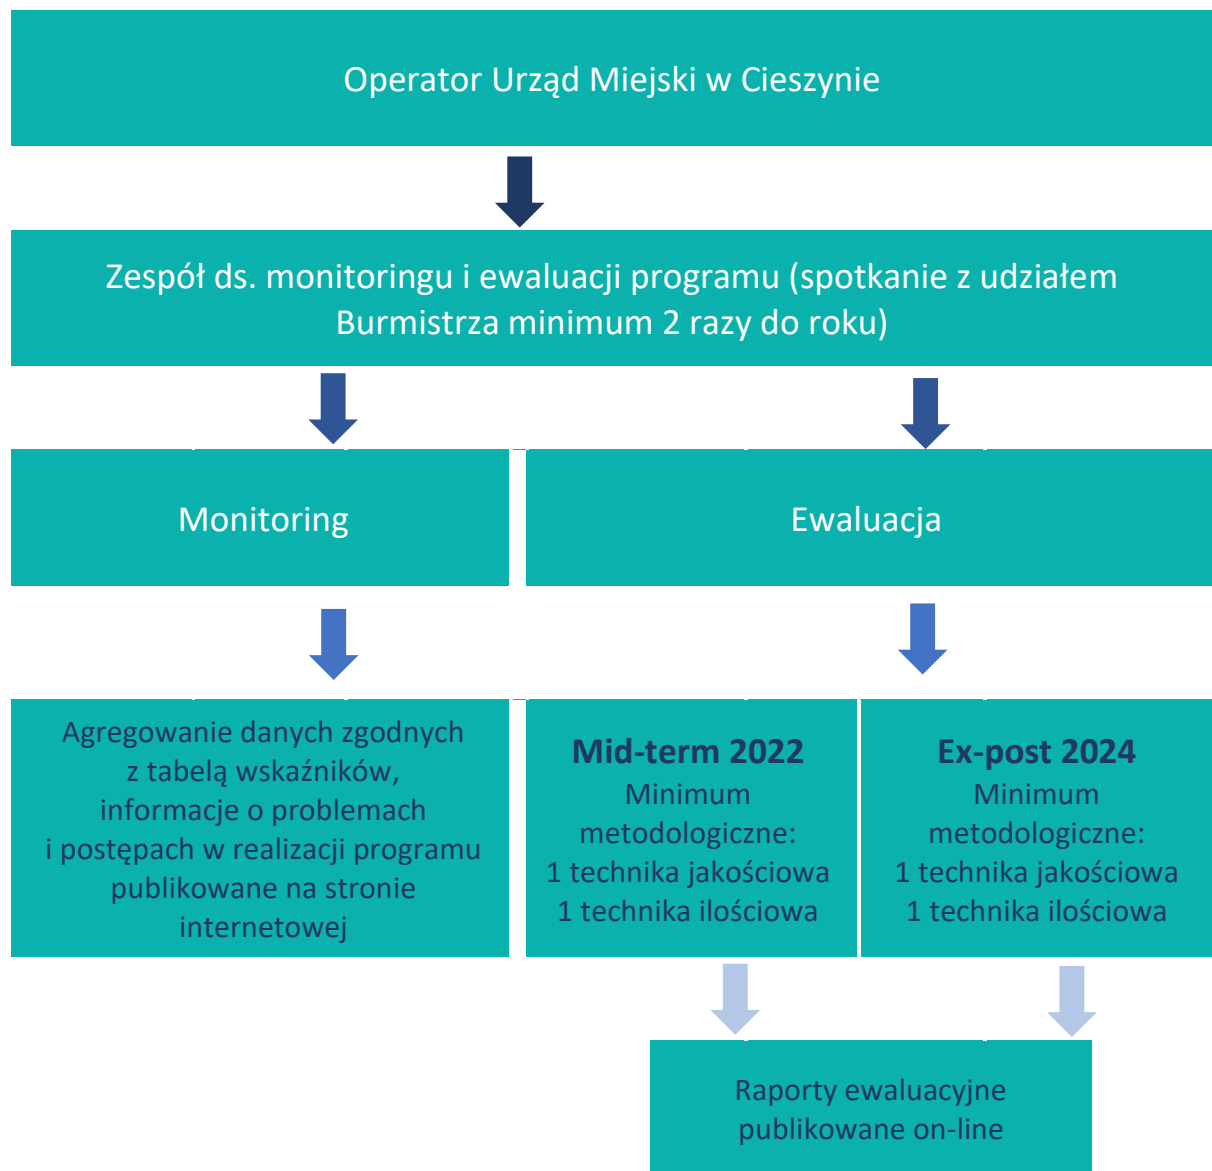 Operator Urząd Miejski w Cieszynie
Zespół ds. monitoringu i ewaluacji programu (spotkanie z udziałem
Burmistrza minimum 2 razy do roku)
Monitoring
Ewaluacja
Agregowanie danych zgodnych
z tabelą wskaźników,
informacje o problemach
i postępach w realizacji programu
publikowane na stronie
internetowej
Mid-term 2022
Minimum
metodologiczne:
1 technika jakościowa
1 technika ilościowa
Ex-post 2024
Minimum
metodologiczne:
1 technika jakościowa
1 technika ilościowa
Raporty ewaluacyjne
publikowane on-line